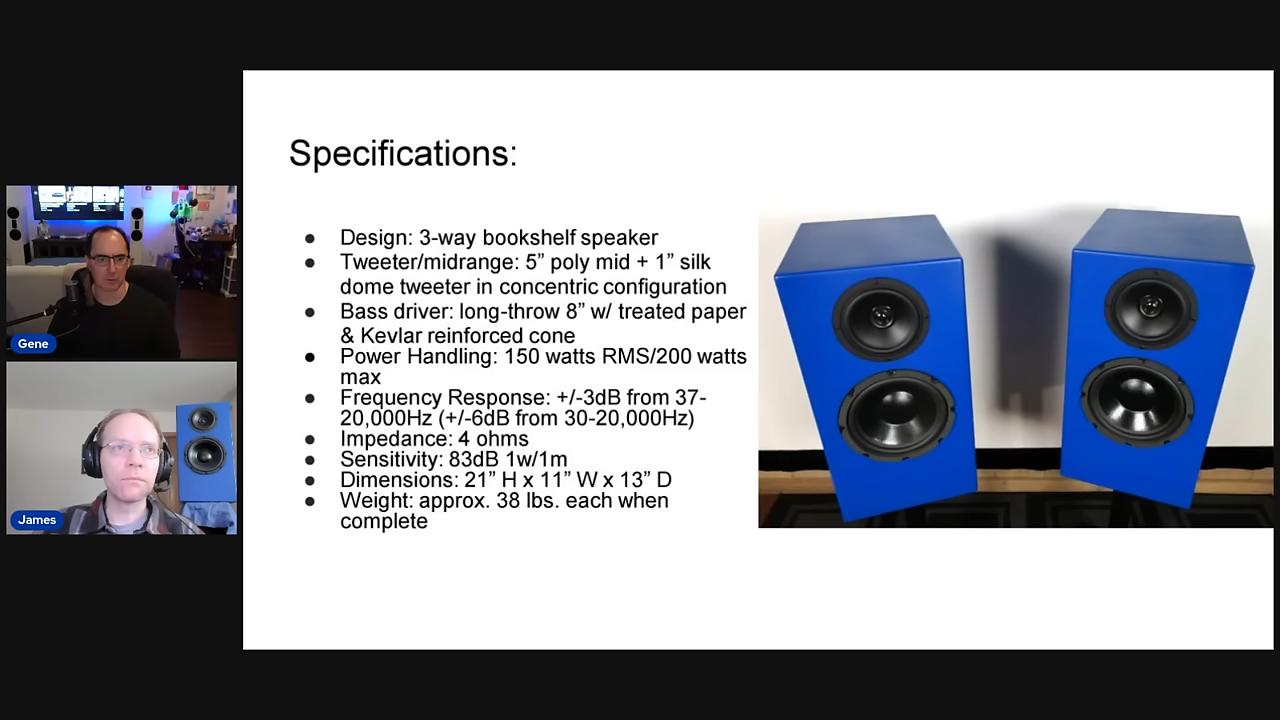 Specifications:
● Design: 3-way bookshelf speaker
● Tweeter/midrange: 5” poly mid + 1” silk
dome tweeter in concentric configuration
● Bass driver: long-throw 8” w/ treated paper
& Kevlar reinforced cone
● Power Handling: 150 watts RMS/200 watts
max
● Frequency Response: +/-3dB from 37-
20,000Hz (+/-6dB from 30-20,000Hz)
● Impedance: 4 ohms
● Sensitivity: 83dB 1w/1m
● Dimensions: 21” H x 11” W x 13” D
● Weight: approx. 38 lbs. each when
complete
Gene
James